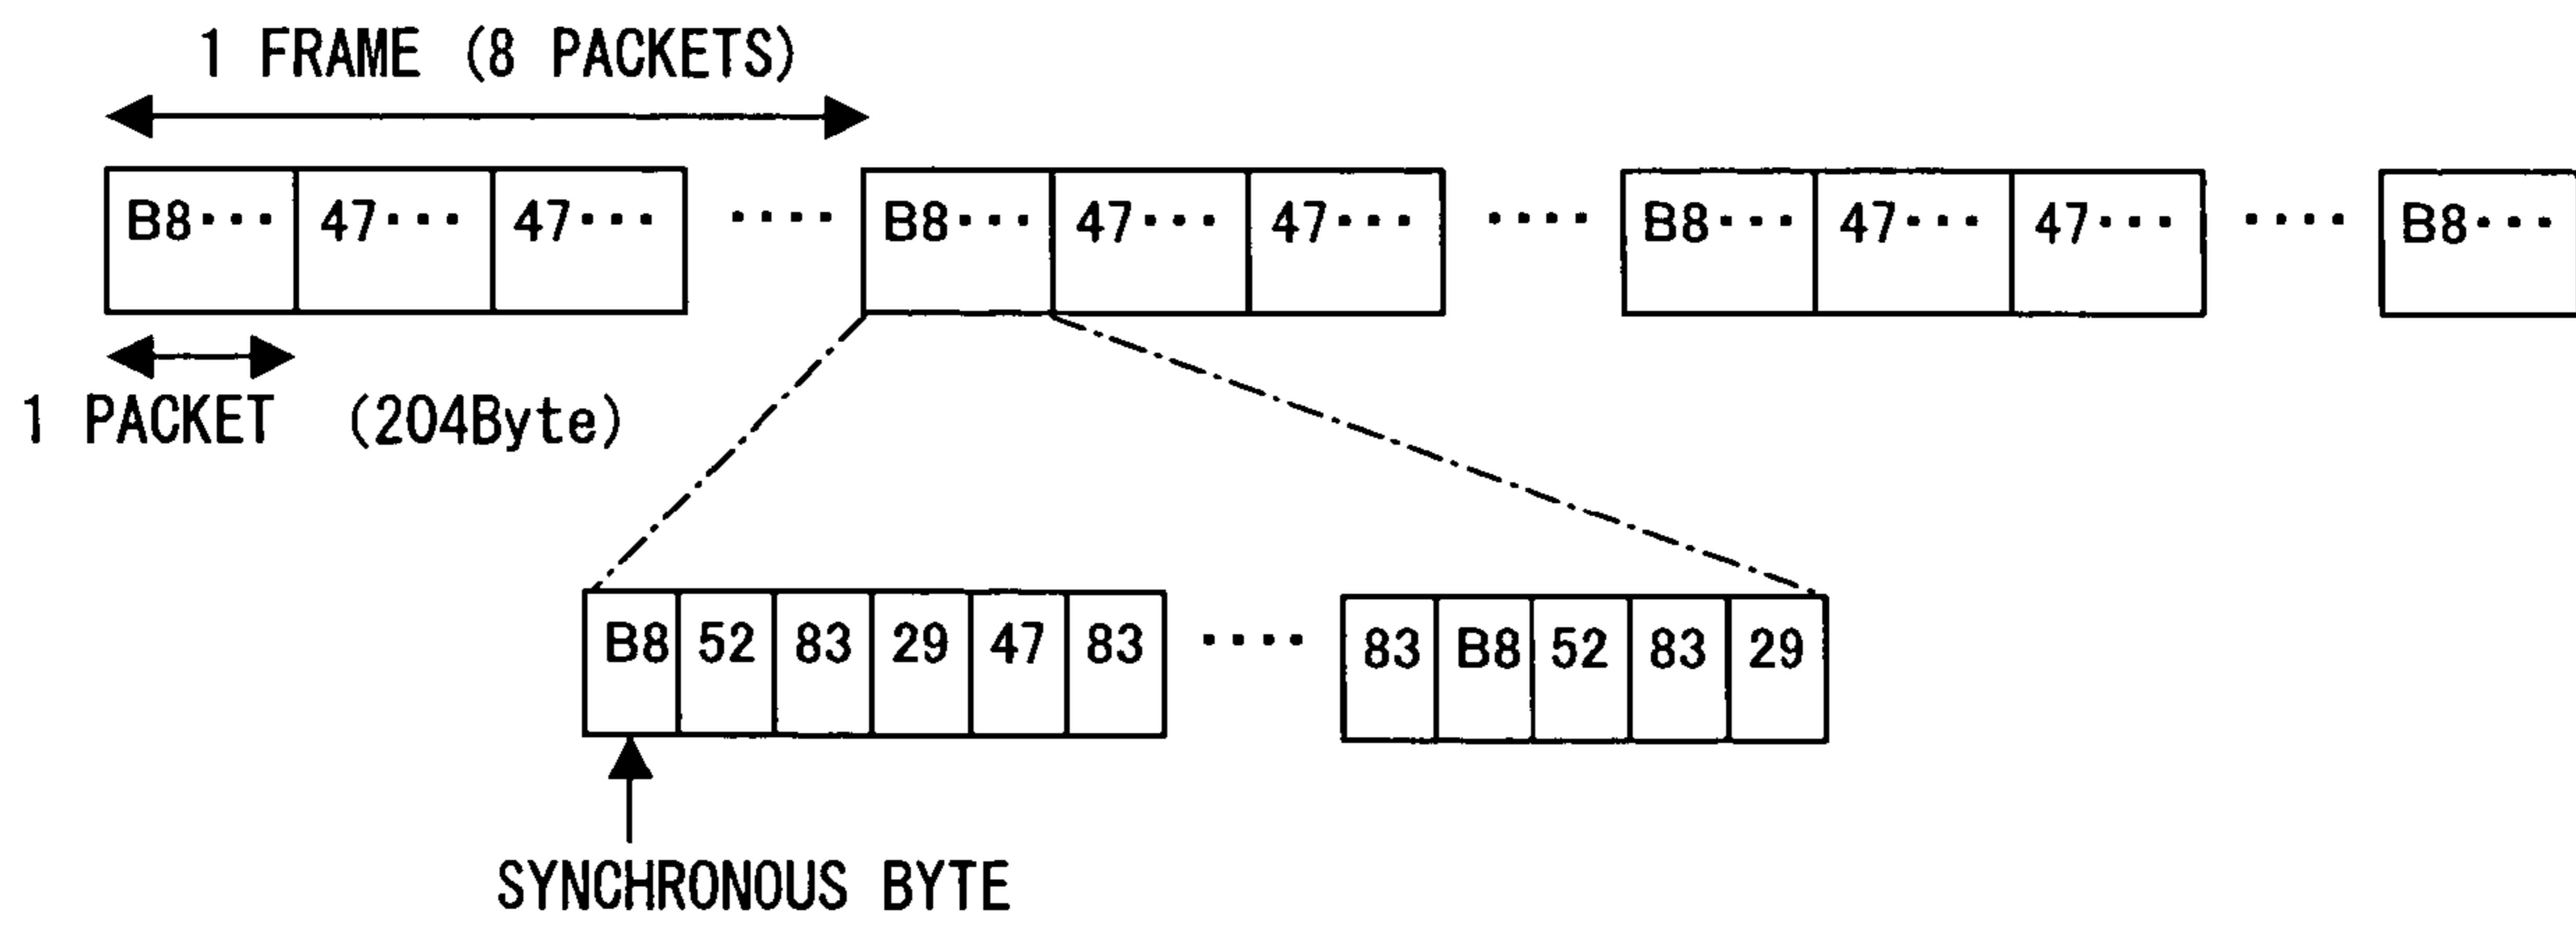 1 FRAME (8 PACKETS)
B8··· 47··· 47··· ···· B8··· 47··· 47··· ···· B8··· 47··· 47··· ···· B8···
1 PACKET (204Byte)
B8 52 83 29 47 83 ···· 83 B8 52 83 29
SYNCHRONOUS BYTE